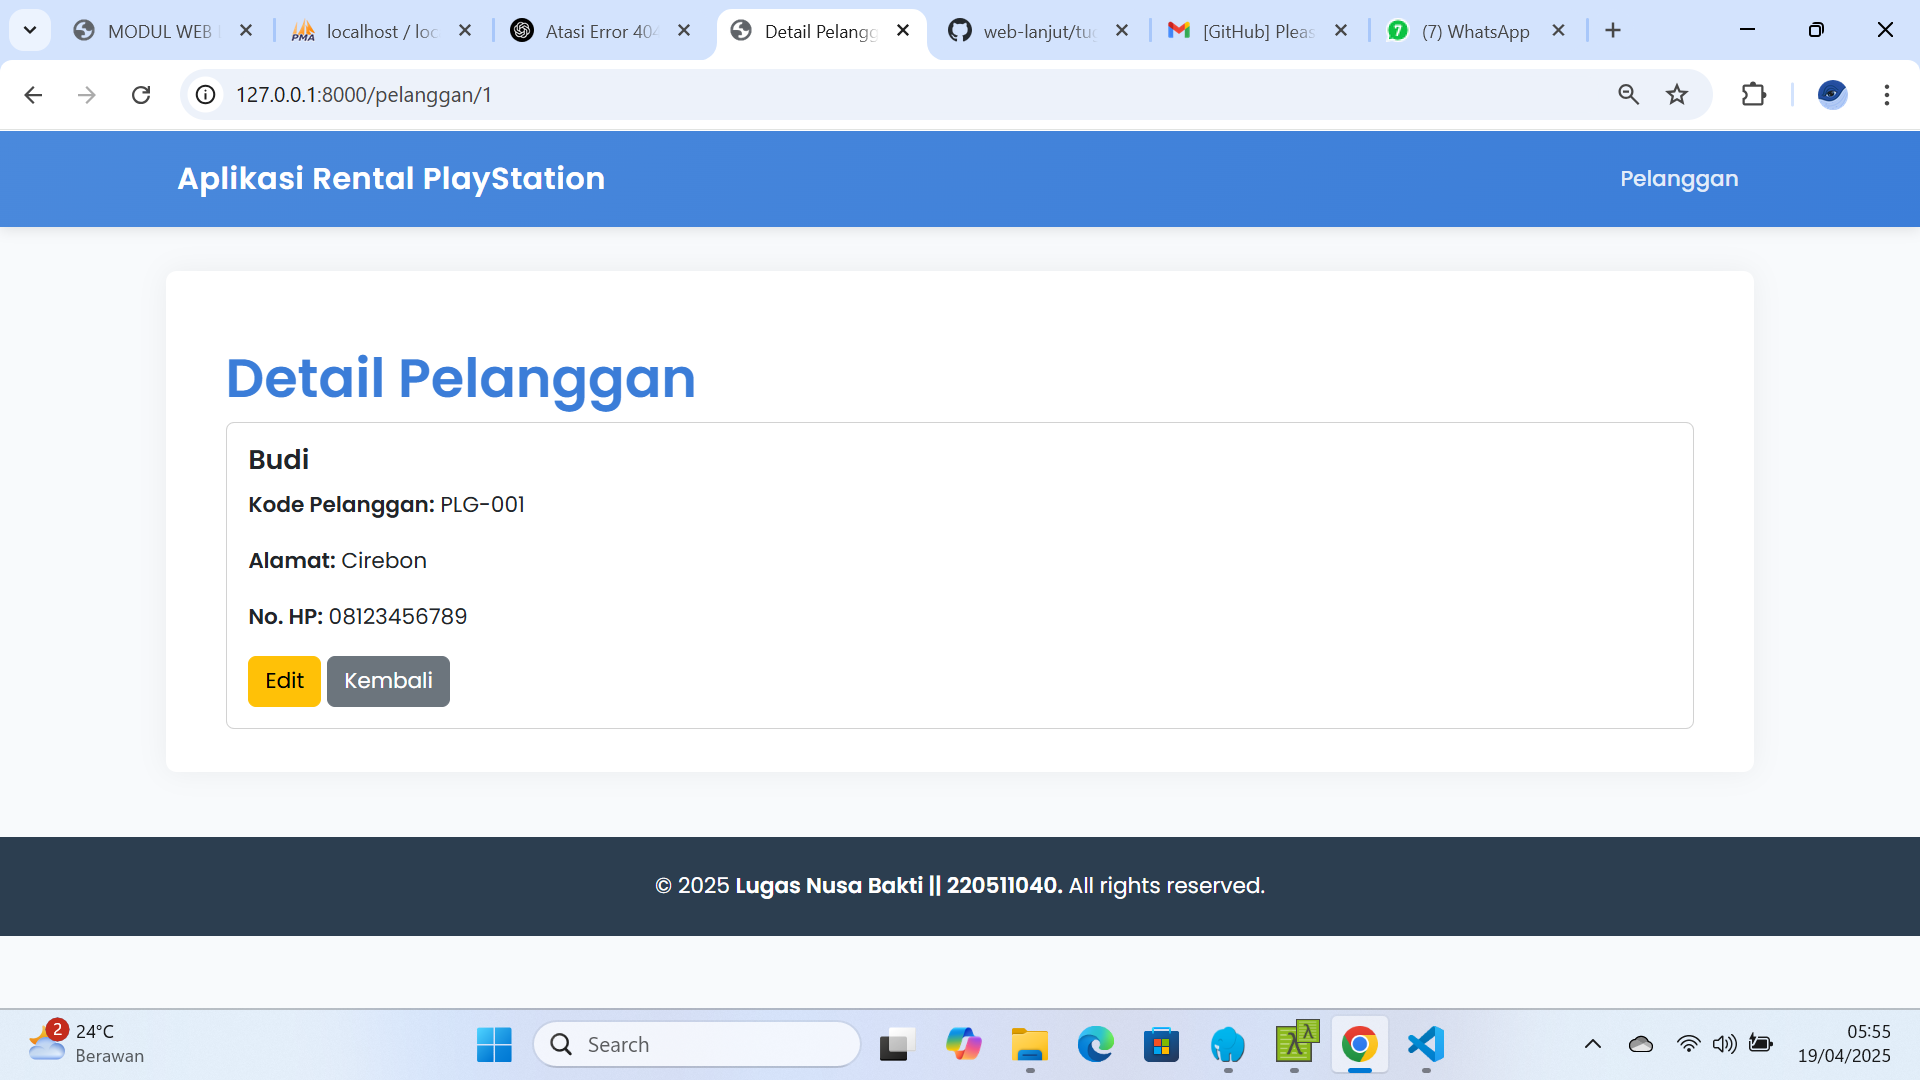 MODUL WEB
localhost / loc
Atasi Error 404
Detail Pelangg
web-lanjut/tug
[GitHub] Pleas
(7) WhatsApp
127.0.0.1:8000/pelanggan/1
Aplikasi Rental PlayStation
Pelanggan
Detail Pelanggan
Budi
Kode Pelanggan: PLG-001
Alamat: Cirebon
No. HP: 08123456789
Edit
Kembali
© 2025 Lugas Nusa Bakti || 220511040. All rights reserved.
2
24°C
Berawan
Search
05:55
19/04/2025